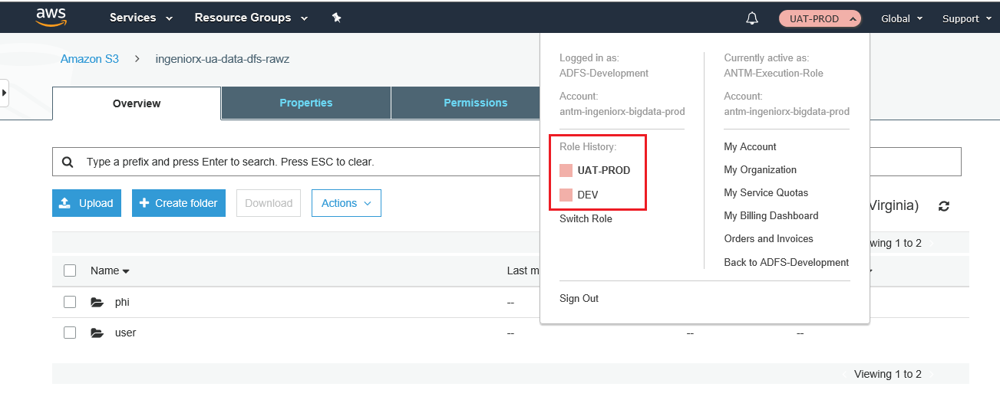 aws Services Resource Groups UAT-PROD Global Support
Amazon S3 > ingeniorx-ua-data-dfs-rawz
Overview Properties Permissions
Type a prefix and press Enter to search. Press ESC to clear.
Upload Create folder Download Actions
Virginia)
wing 1 to 2
Name Last m
phi -- 
user -- -- --
Viewing 1 to 2
Logged in as:
ADFS-Development
Account:
antm-ingeniorx-bigdata-prod
Role History:
UAT-PROD
DEV
Switch Role
Currently active as:
ANTM-Execution-Role
Account:
antm-ingeniorx-bigdata-prod
My Account
My Organization
My Service Quotas
My Billing Dashboard
Orders and Invoices
Back to ADFS-Development
Sign Out